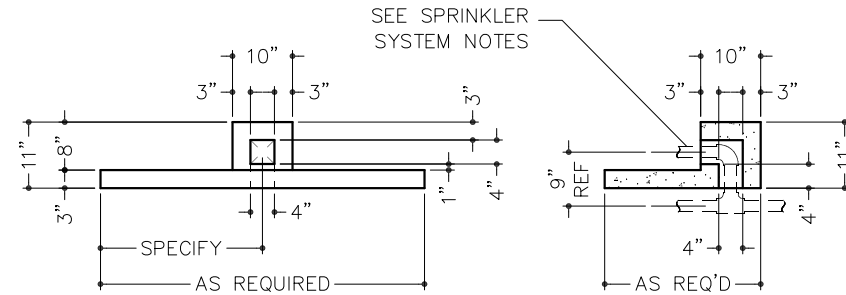 SEE SPRINKLER
SYSTEM NOTES
10"
10"
3"
3"
3"
3"
3"
11"
8"
3"
1"
4"
4"
9"
REF
4"
11"
4"
SPECIFY
AS REQUIRED
AS REQ'D